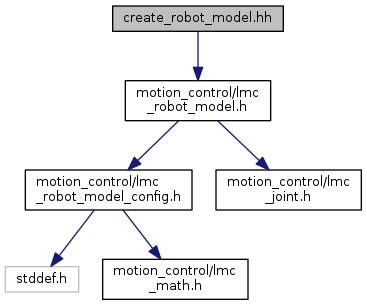 create_robot_model.hh
motion_control/lmc
_robot_model.h
motion_control/lmc
_robot_model_config.h
motion_control/lmc
_joint.h
stddef.h
motion_control/lmc
_math.h